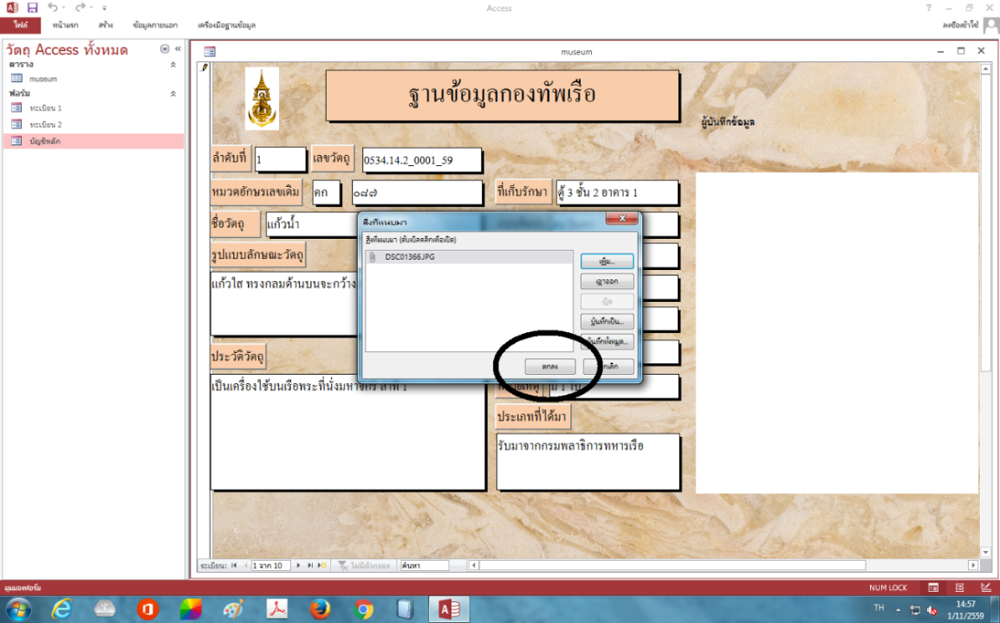 Access
ไฟล์ หน้าแรก สร้าง ข้อมูลภายนอก เครื่องมือฐานข้อมูล ลงชื่อเข้าใช้
วัตถุ Access ทั้งหมด
ตาราง
museum
ฟอร์ม
ทะเบียน 1
ทะเบียน 2
บัญชีหลัก
museum
ฐานข้อมูลกองทัพเรือ
ผู้บันทึกข้อมูล
ลำดับที่ 1 เลขวัตถุ 0534.14.2_0001_59
หมวดอักษรเลขเดิม คก ๐๘๗ ที่เก็บรักษา ตู้ 3 ชั้น 2 อาคาร 1
ชื่อวัตถุ แก้วน้ำ
สิ่งที่แนบมา
สิ่งที่แนบมา (ดับเบิลคลิกเพื่อเปิด)
DSC01366.JPG
เพิ่ม...
เอาออก
เปิด
บันทึกเป็น...
บันทึกทั้งหมด...
ตกลง ยกเลิก
รูปแบบลักษณะวัตถุ
แก้วใส ทรงกลมด้านบนจะกว้าง
ประวัติวัตถุ
เป็นเครื่องใช้บนเรือพระที่นั่งมหาจักร ลำที่ 1
หมายเหตุ มี 1 ใบ
ประเภทที่ได้มา
รับมาจากกรมพลาธิการทหารเรือ
ระเบียน: 1 จาก 10 ไม่มีตัวกรอง ค้นหา
มุมมองฟอร์ม NUM LOCK
TH 14:57
1/11/2559